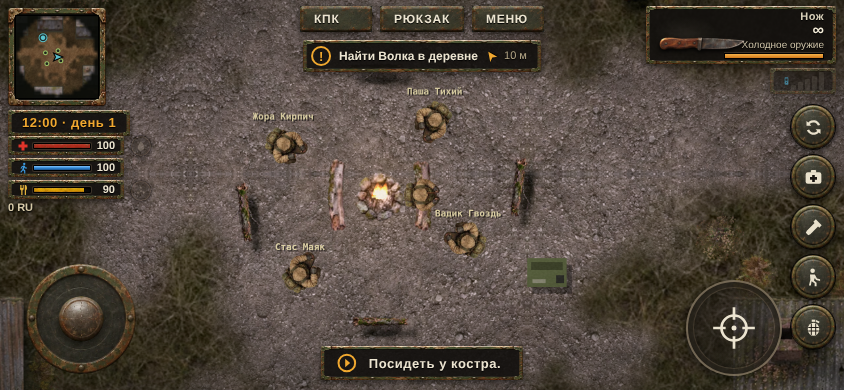 КПК
РЮКЗАК
МЕНЮ
Нож
∞
Холодное оружие
Найти Волка в деревне
10 м
12:00 · день 1
100
100
90
0 RU
Паша Тихий
Жора Кирпич
Вадик Гвоздь
Стас Маяк
Посидеть у костра.